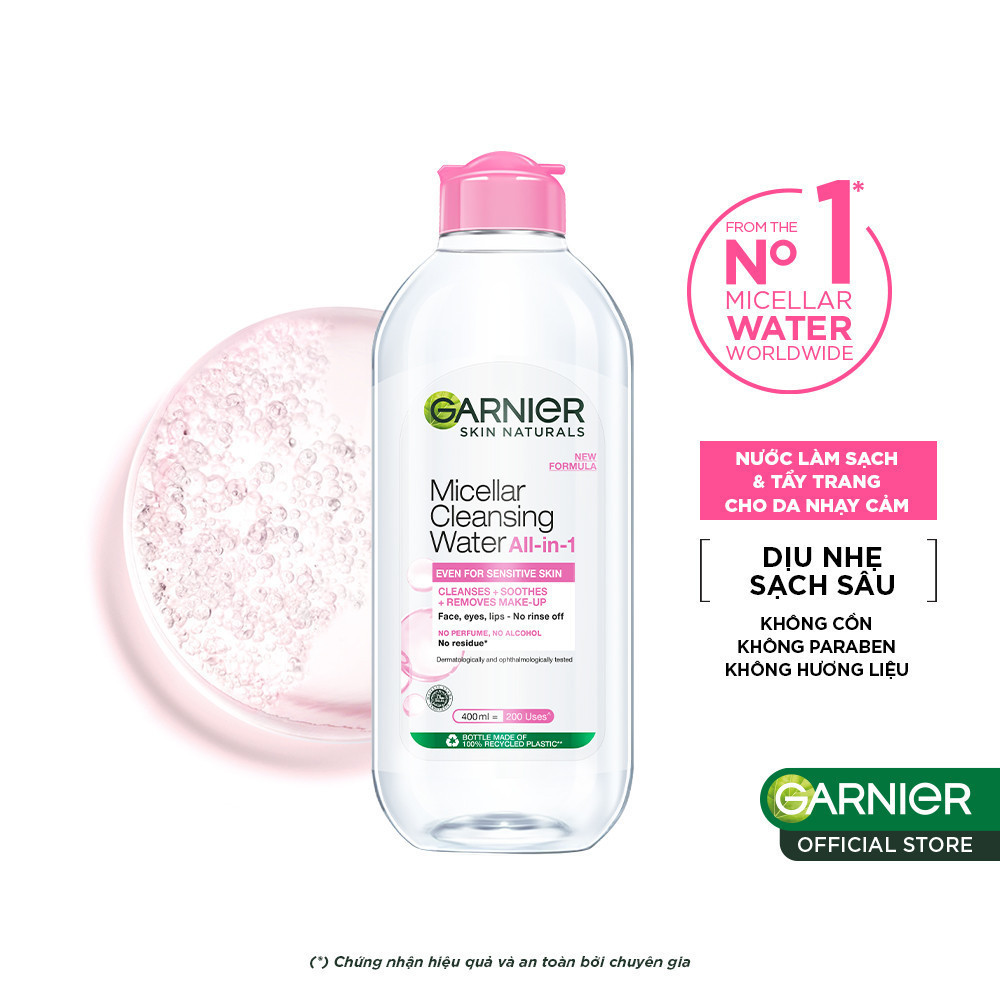 GARNIER
SKIN NATURALS
NEW
FORMULA
Micellar
Cleansing
Water All-in-1
EVEN FOR SENSITIVE SKIN
CLEANSES + SOOTHES
+ REMOVES MAKE-UP
Face, eyes, lips - No rinse off
NO PERFUME, NO ALCOHOL
No residue*
Dermatologically and ophthalmologically tested
400ml = 200 Uses^
BOTTLE MADE OF
100% RECYCLED PLASTIC**
FROM THE
Nº 1*
MICELLAR
WATER
WORLDWIDE
NƯỚC LÀM SẠCH
& TẨY TRANG
CHO DA NHẠY CẢM
DỊU NHẸ
SẠCH SÂU
KHÔNG CỒN
KHÔNG PARABEN
KHÔNG HƯƠNG LIỆU
GARNIER
OFFICIAL STORE
(*) Chứng nhận hiệu quả và an toàn bởi chuyên gia